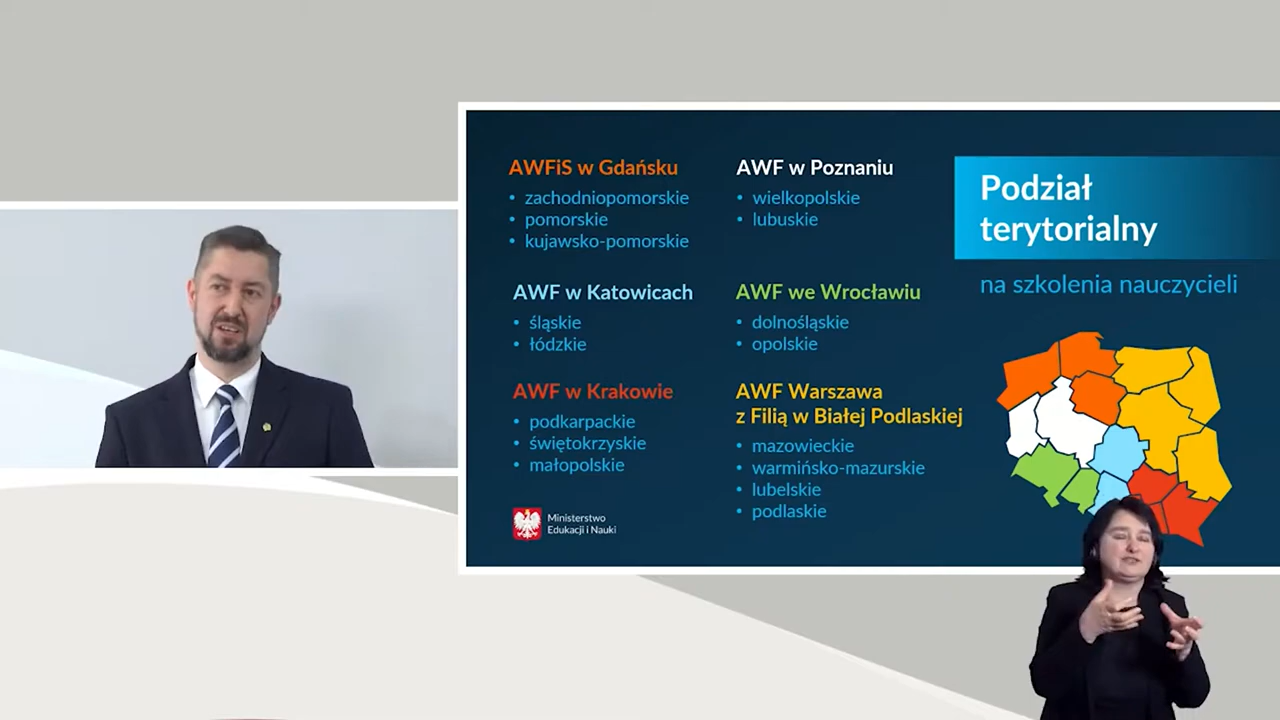 AWFiS w Gdańsku
• zachodniopomorskie
• pomorskie
• kujawsko-pomorskie
AWF w Katowicach
• śląskie
• łódzkie
AWF w Krakowie
• podkarpackie
• świętokrzyskie
• małopolskie
Ministerstwo
Edukacji i Nauki
AWF w Poznaniu
• wielkopolskie
• lubuskie
AWF we Wrocławiu
• dolnośląskie
• opolskie
AWF Warszawa
z Filią w Białej Podlaskiej
• mazowieckie
• warmińsko-mazurskie
• lubelskie
• podlaskie
Podział
terytorialny
na szkolenia nauczycieli